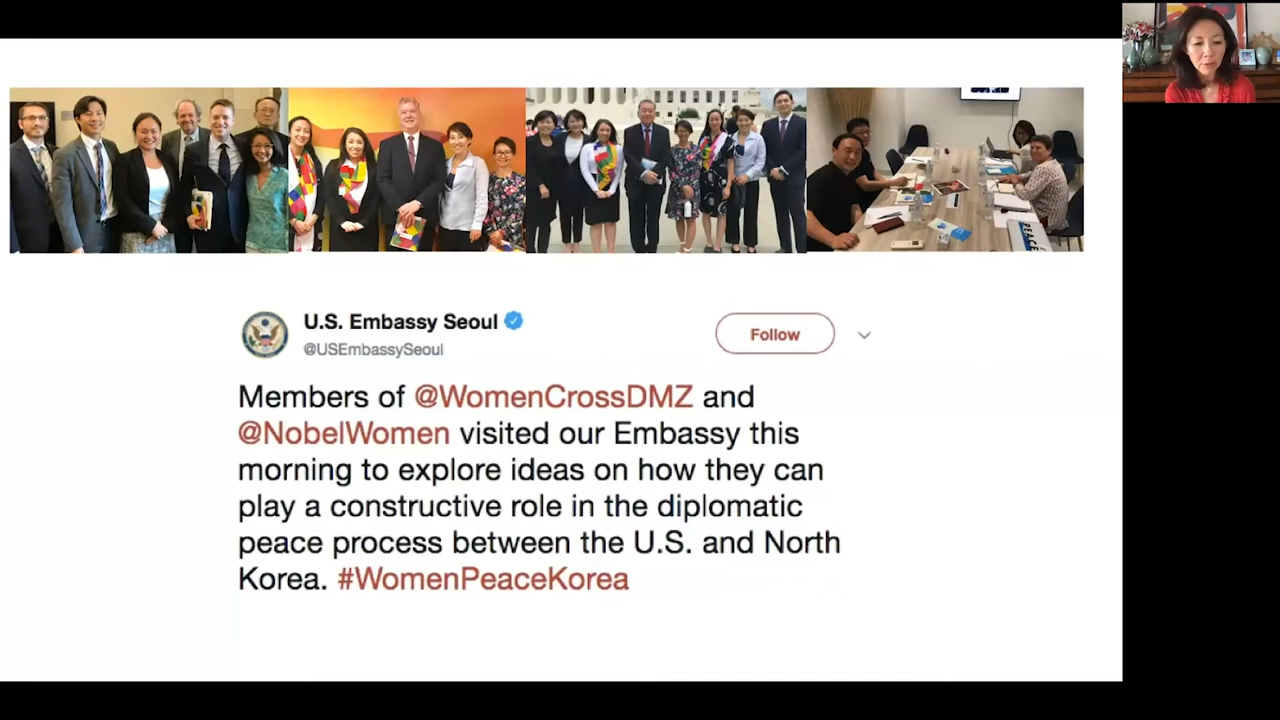 PEACE
U.S. Embassy Seoul
@USEmbassySeoul
Follow
Members of @WomenCrossDMZ and
@NobelWomen visited our Embassy this
morning to explore ideas on how they can
play a constructive role in the diplomatic
peace process between the U.S. and North
Korea. #WomenPeaceKorea